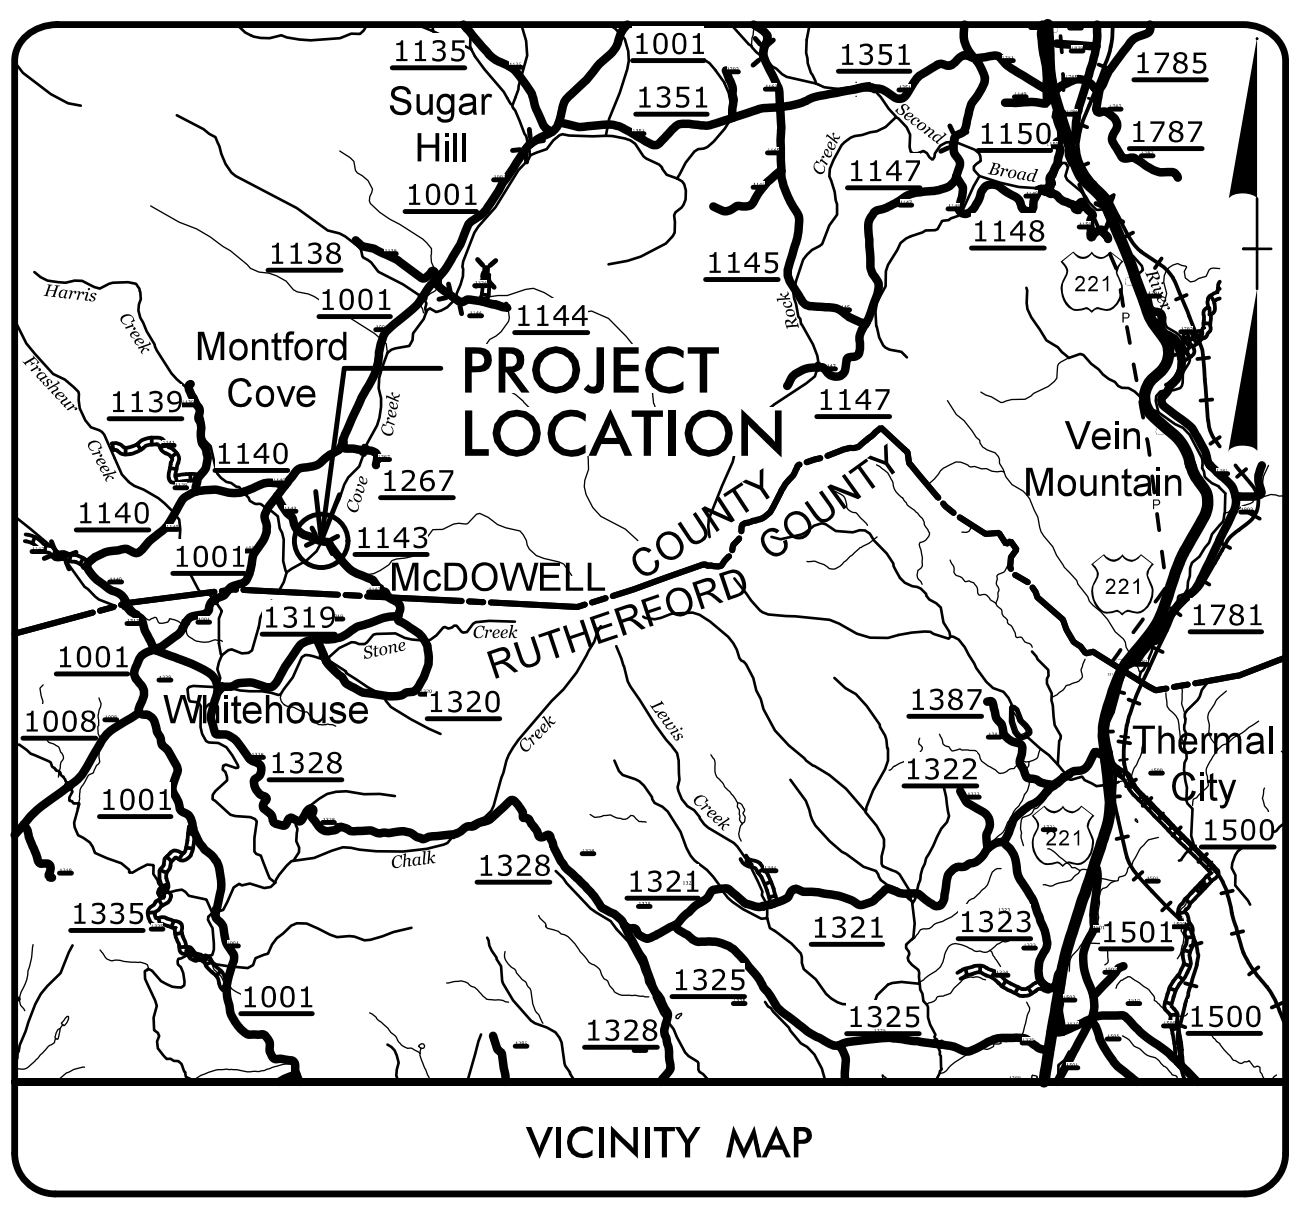 1135
1001
1351
1785
Sugar
Hill
1351
Second
1150
1787
Creek
1147
Broad
1001
1138
1145
1148
221
River
Harris
Creek
1001
1144
Rock
P
Montford
Cove
PROJECT
LOCATION
Frasheur
Creek
1139
Creek
1147
Vein
Mountain
1140
Cove
1267
COUNTY
COUNTY
P
1140
1001
1143
McDOWELL
RUTHERFORD
221
1319
Stone
Creek
1781
1001
1320
Whitehouse
1008
Creek
Lewis
1387
Thermal
City
1328
1322
1001
Creek
221
1500
Chalk
1328
1321
1335
1321
1323
1501
1001
1325
1328
1325
1500
VICINITY MAP